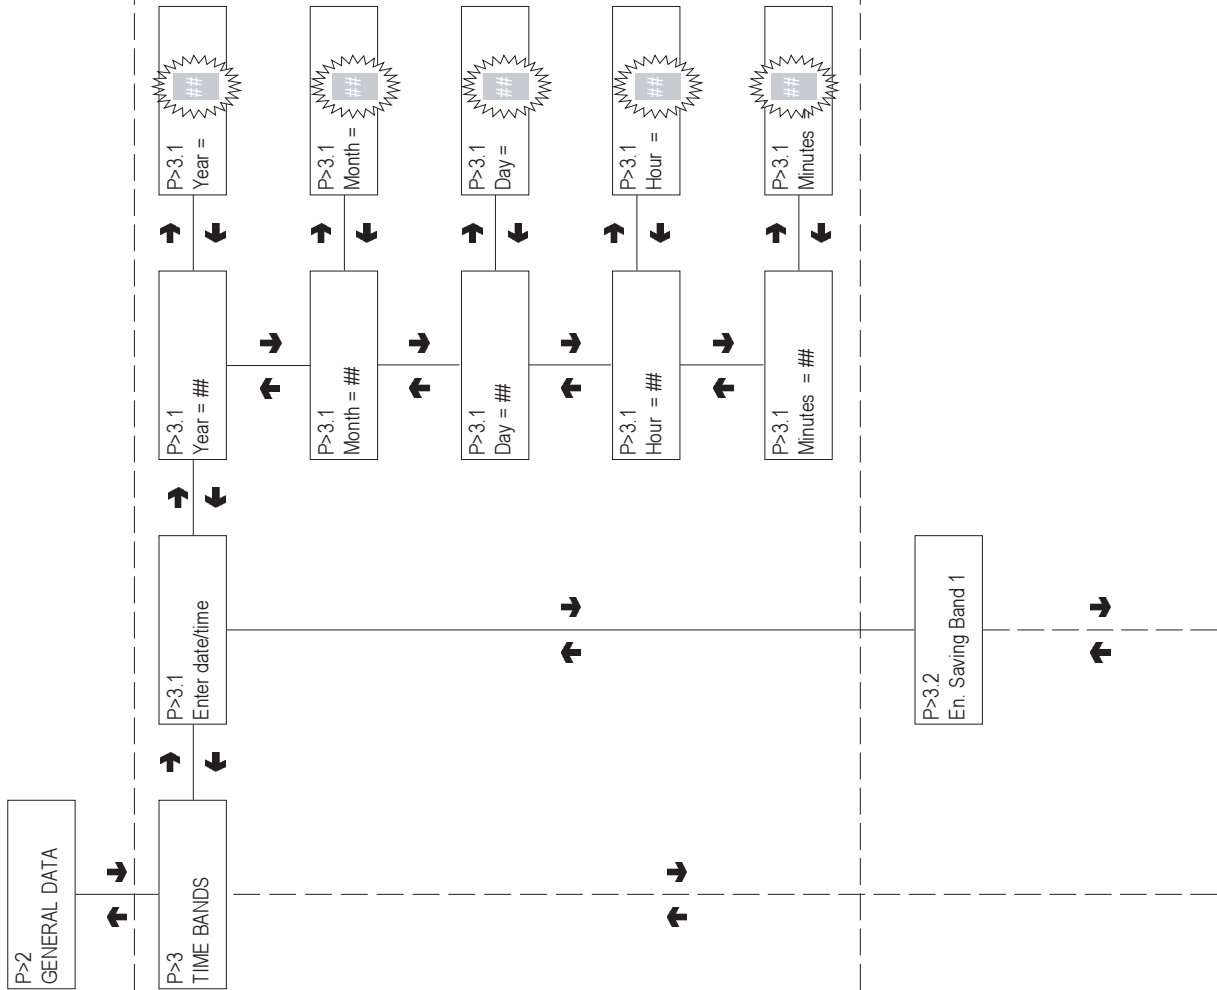 P>2
GENERAL DATA
P>3
TIME BANDS
P>3.1
Enter date/time
P>3.1
Year = ##
P>3.1
Year =
##
P>3.1
Month = ##
P>3.1
Month =
##
P>3.1
Day = ##
P>3.1
Day =
##
P>3.1
Hour = ##
P>3.1
Hour =
##
P>3.1
Minutes = ##
P>3.1
Minutes =
##
P>3.2
En. Saving Band 1